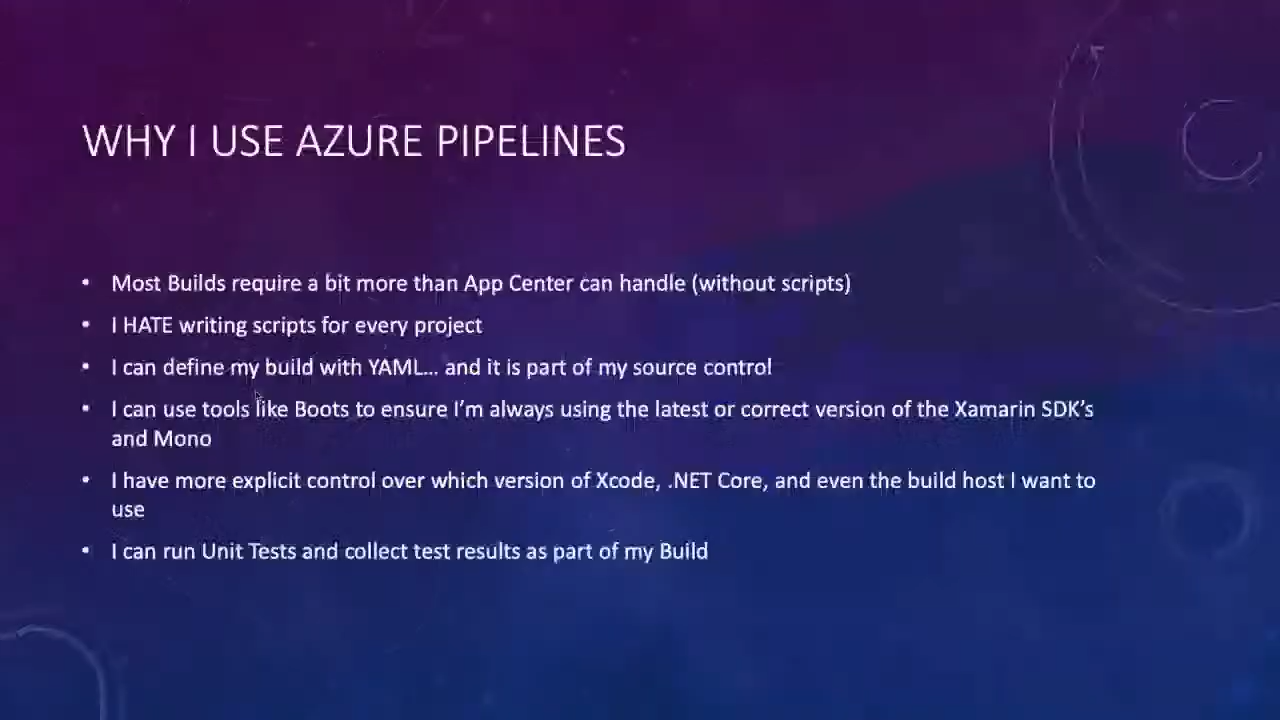 WHY I USE AZURE PIPELINES
• Most Builds require a bit more than App Center can handle (without scripts)
• I HATE writing scripts for every project
• I can define my build with YAML... and it is part of my source control
• I can use tools like Boots to ensure I'm always using the latest or correct version of the Xamarin SDK's
and Mono
• I have more explicit control over which version of Xcode, .NET Core, and even the build host I want to
use
• I can run Unit Tests and collect test results as part of my Build